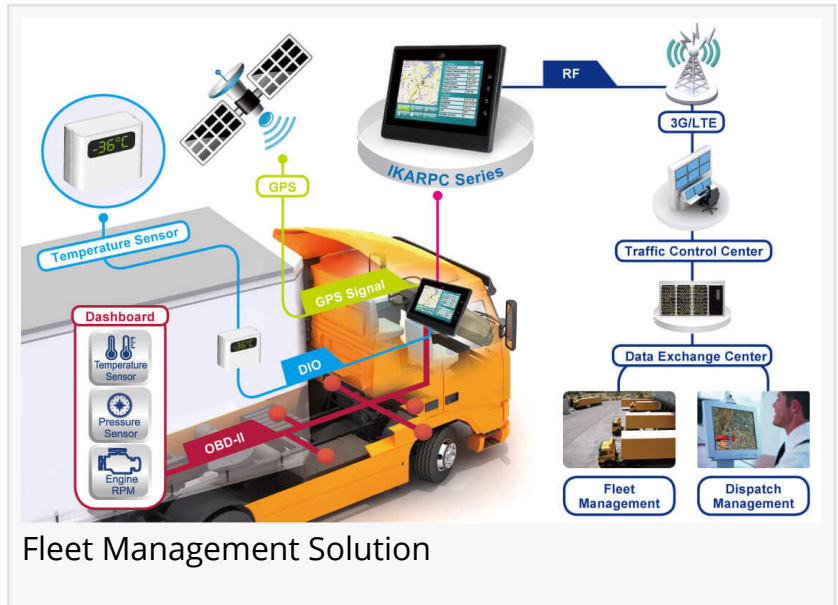 -36°C
GPS
IKARPC Series
RF
3G/LTE
Temperature Sensor
GPS Signal
Traffic Control Center
Dashboard
Temperature
Sensor
-36°C
DIO
Data Exchange Center
Pressure
Sensor
OBD-II
Engine
RPM
Fleet
Management
Dispatch
Management
Fleet Management Solution